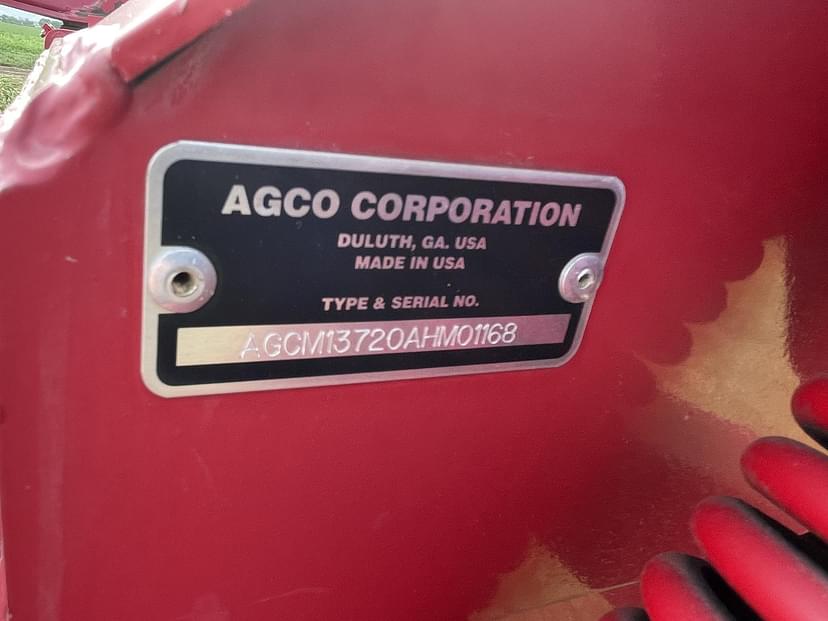 AGCO CORPORATION
DULUTH, GA. USA
MADE IN USA
TYPE & SERIAL NO.
AGCM13720AHM01168